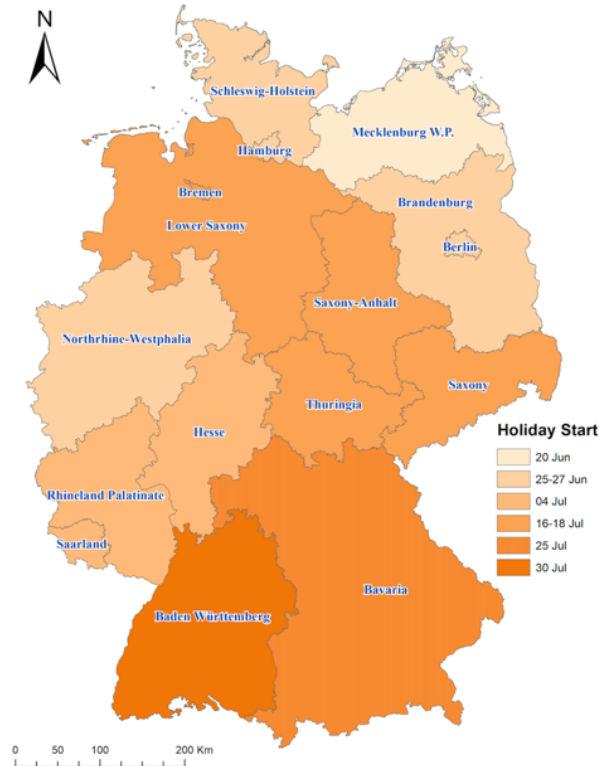 N
Schleswig-Holstein
Mecklenburg W.P.
Hamburg
Bremen
Brandenburg
Lower Saxony
Berlin
Saxony-Anhalt
Northrhine-Westphalia
Saxony
Thuringia
Hesse
Rhineland Palatinate
Saarland
Bavaria
Baden Württemberg
Holiday Start
20 Jun
25-27 Jun
04 Jul
16-18 Jul
25 Jul
30 Jul
0 50 100 200 Km